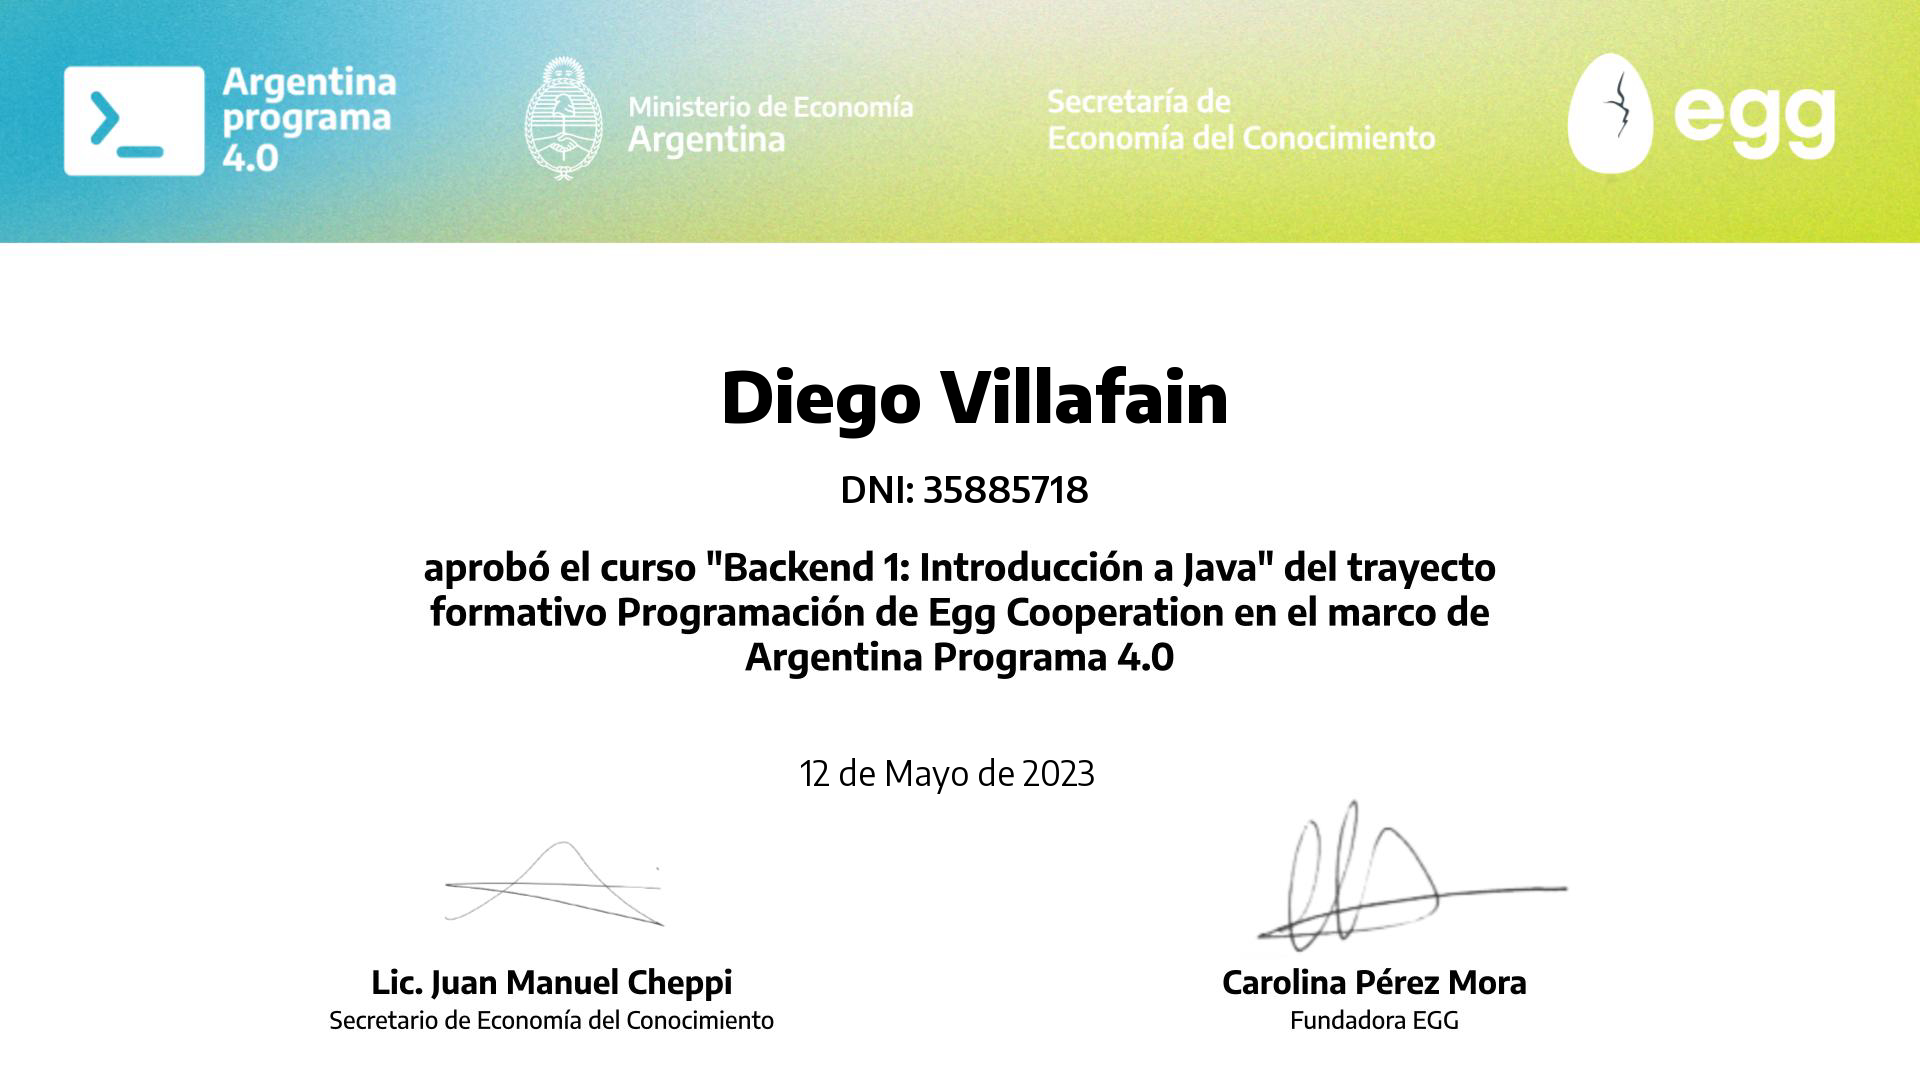 Argentina
programa
4.0
Ministerio de Economía
Argentina
Secretaría de
Economía del Conocimiento
egg
Diego Villafain
DNI: 35885718
aprobó el curso "Backend 1: Introducción a Java" del trayecto
formativo Programación de Egg Cooperation en el marco de
Argentina Programa 4.0
12 de Mayo de 2023
Lic. Juan Manuel Cheppi
Secretario de Economía del Conocimiento
Carolina Pérez Mora
Fundadora EGG